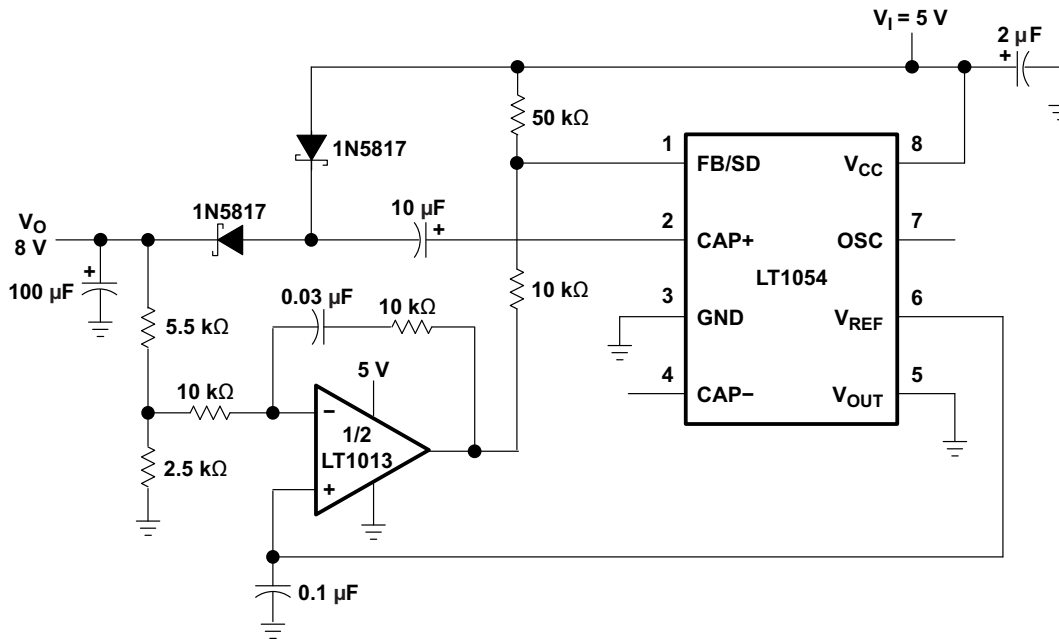 V_I = 5 V
2 µF
+
50 kΩ
1N5817
1 FB/SD
V_CC 8
1N5817
V_O
8 V
10 µF
+
2 CAP+
OSC 7
LT1054
+
100 µF
0.03 µF
10 kΩ
10 kΩ
3 GND
V_REF 6
5.5 kΩ
5 V
4 CAP−
V_OUT 5
10 kΩ
−
1/2
LT1013
+
2.5 kΩ
0.1 µF